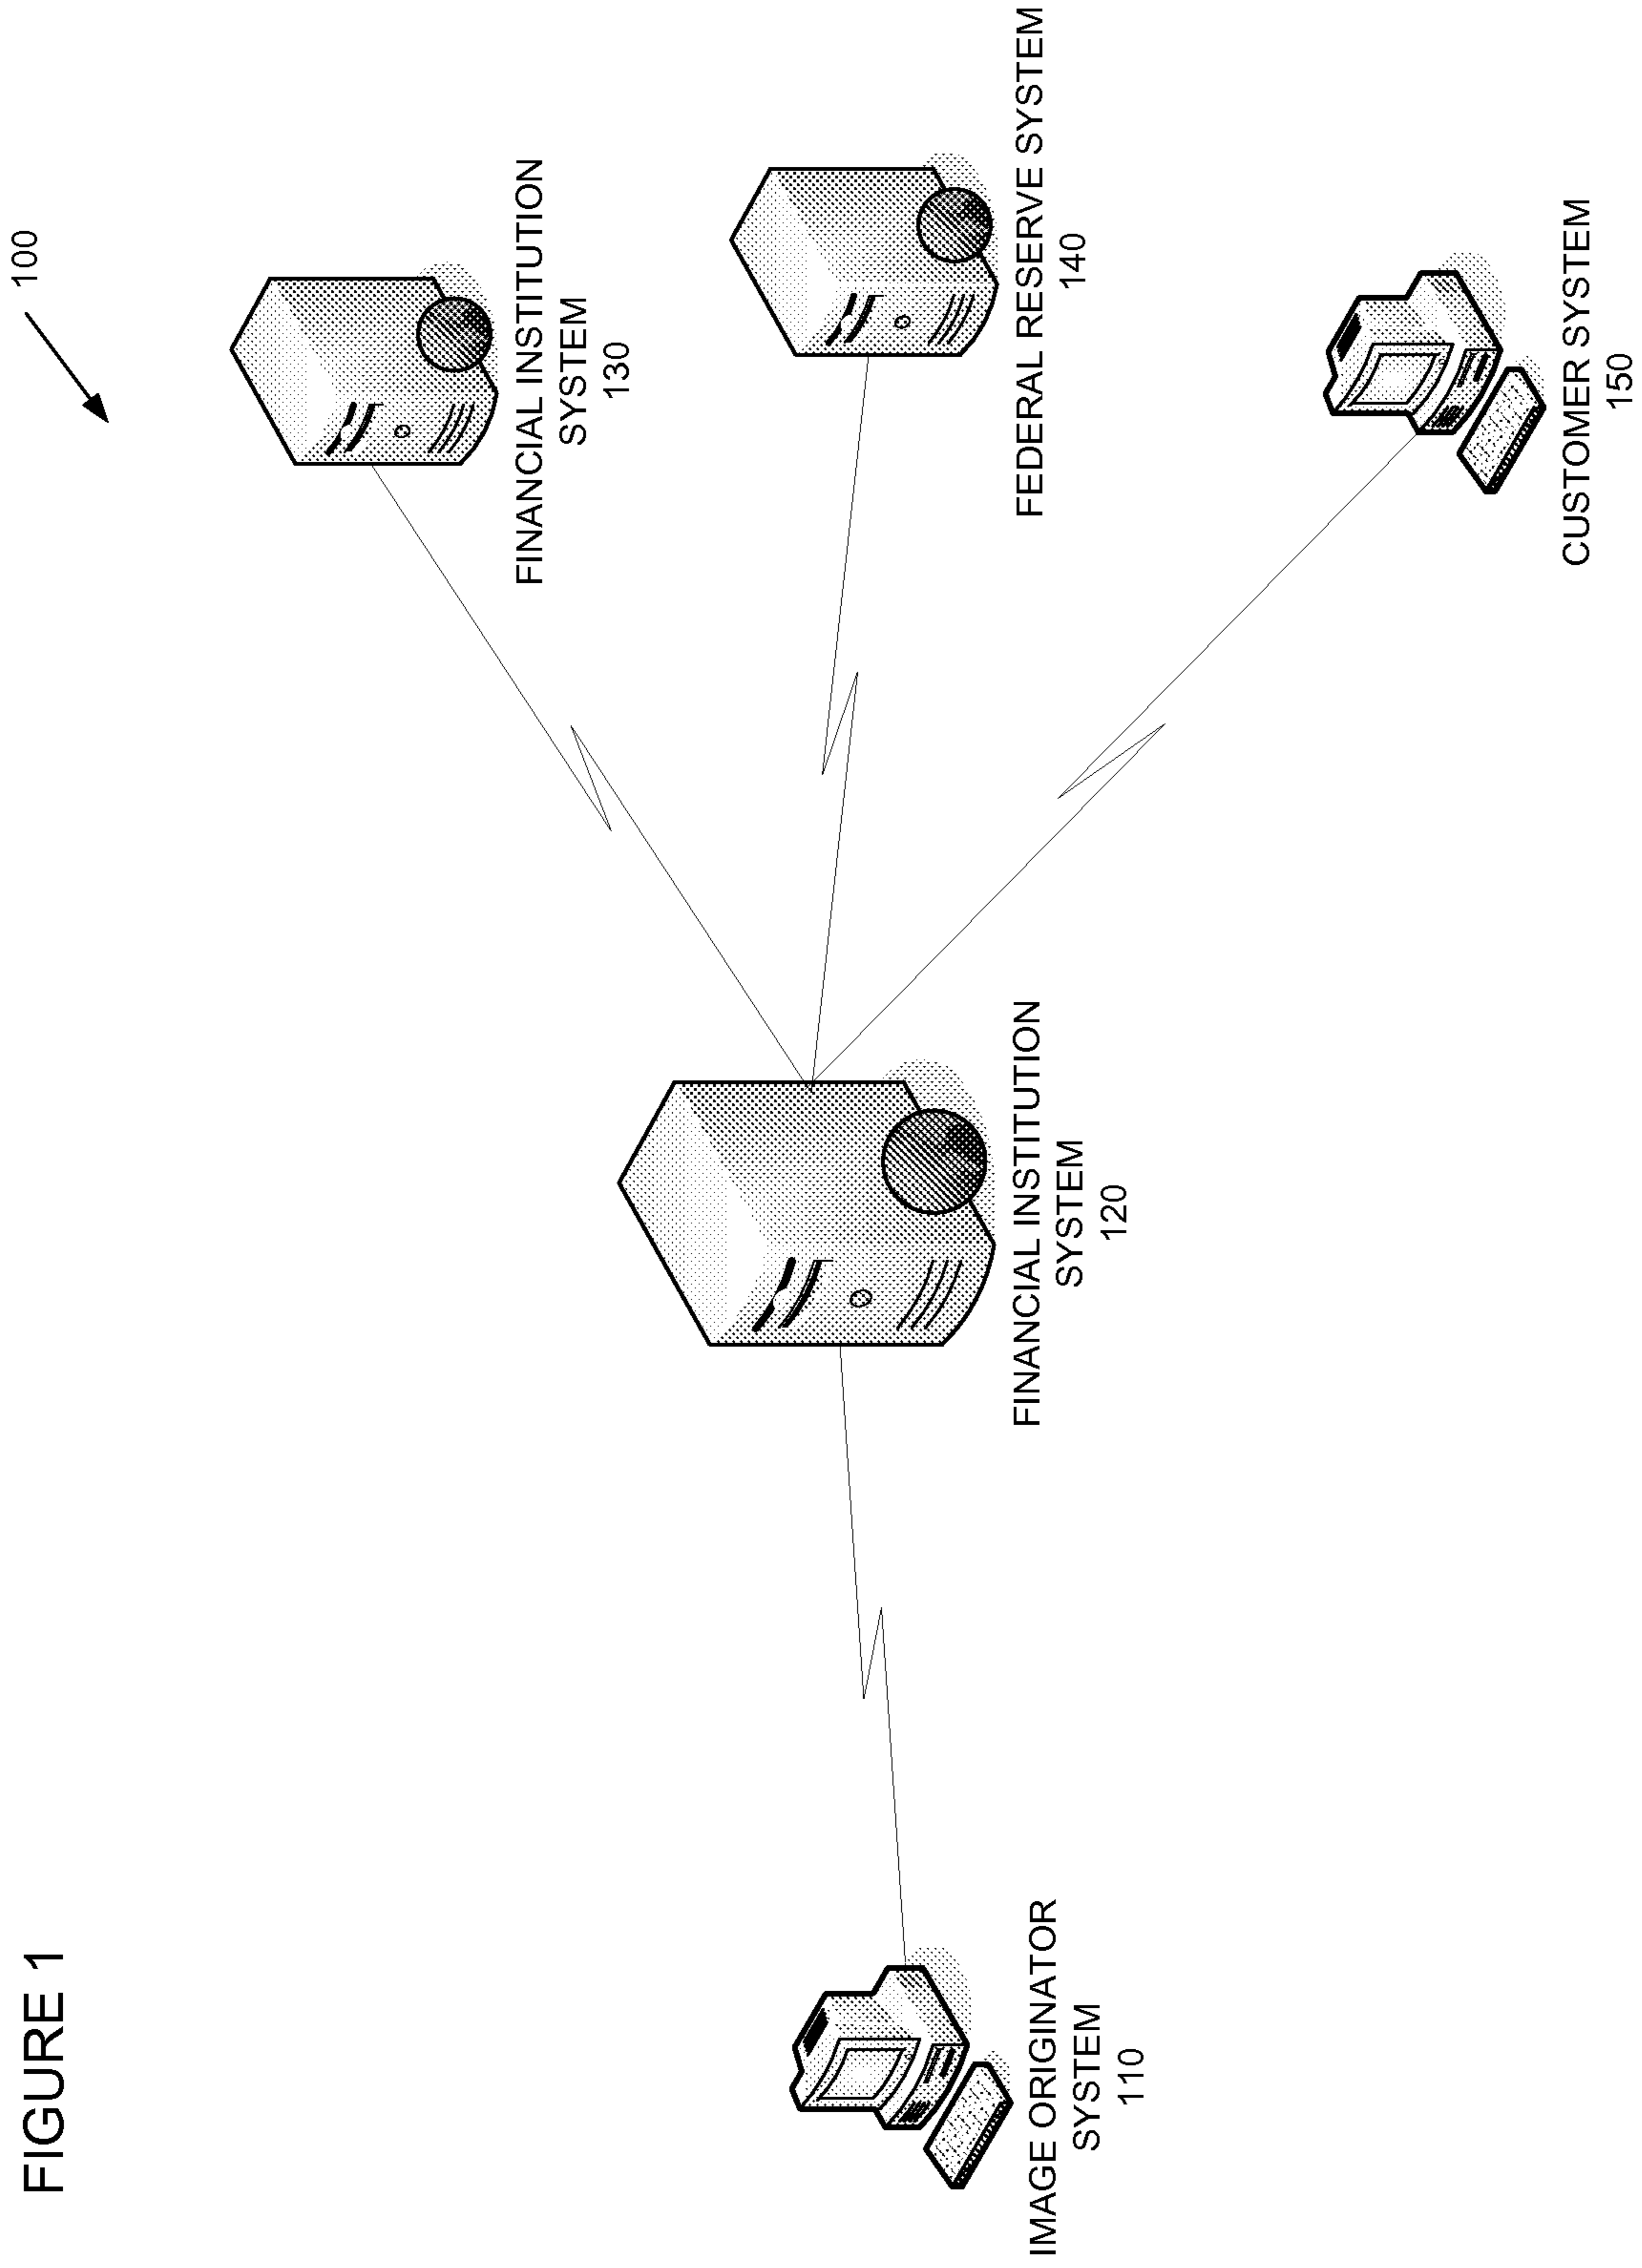 FIGURE 1
100
FINANCIAL INSTITUTION
SYSTEM
130
FEDERAL RESERVE SYSTEM
140
CUSTOMER SYSTEM
150
FINANCIAL INSTITUTION
SYSTEM
120
IMAGE ORIGINATOR
SYSTEM
110